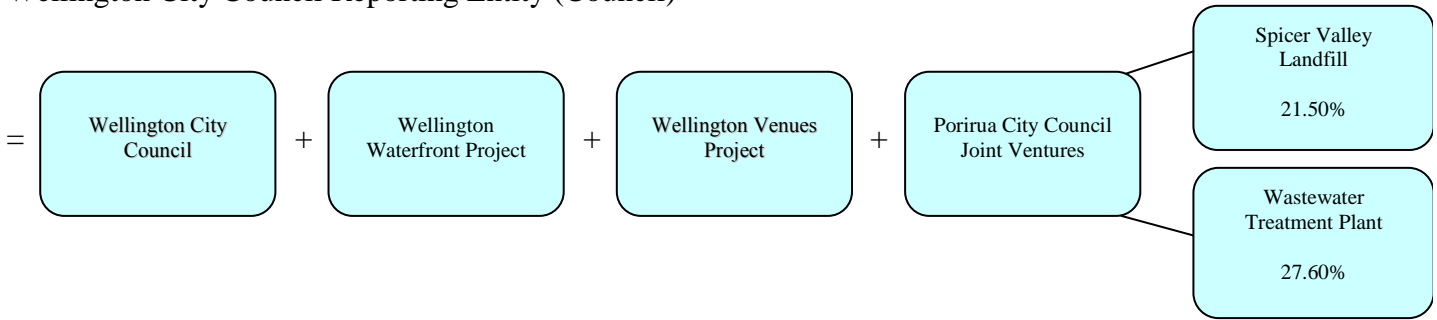 Wellington City Council Reporting Entity (Council)
=
Wellington City
Council
+
Wellington
Waterfront Project
+
Wellington Venues
Project
+
Porirua City Council
Joint Ventures
Spicer Valley
Landfill
21.50%
Wastewater
Treatment Plant
27.60%